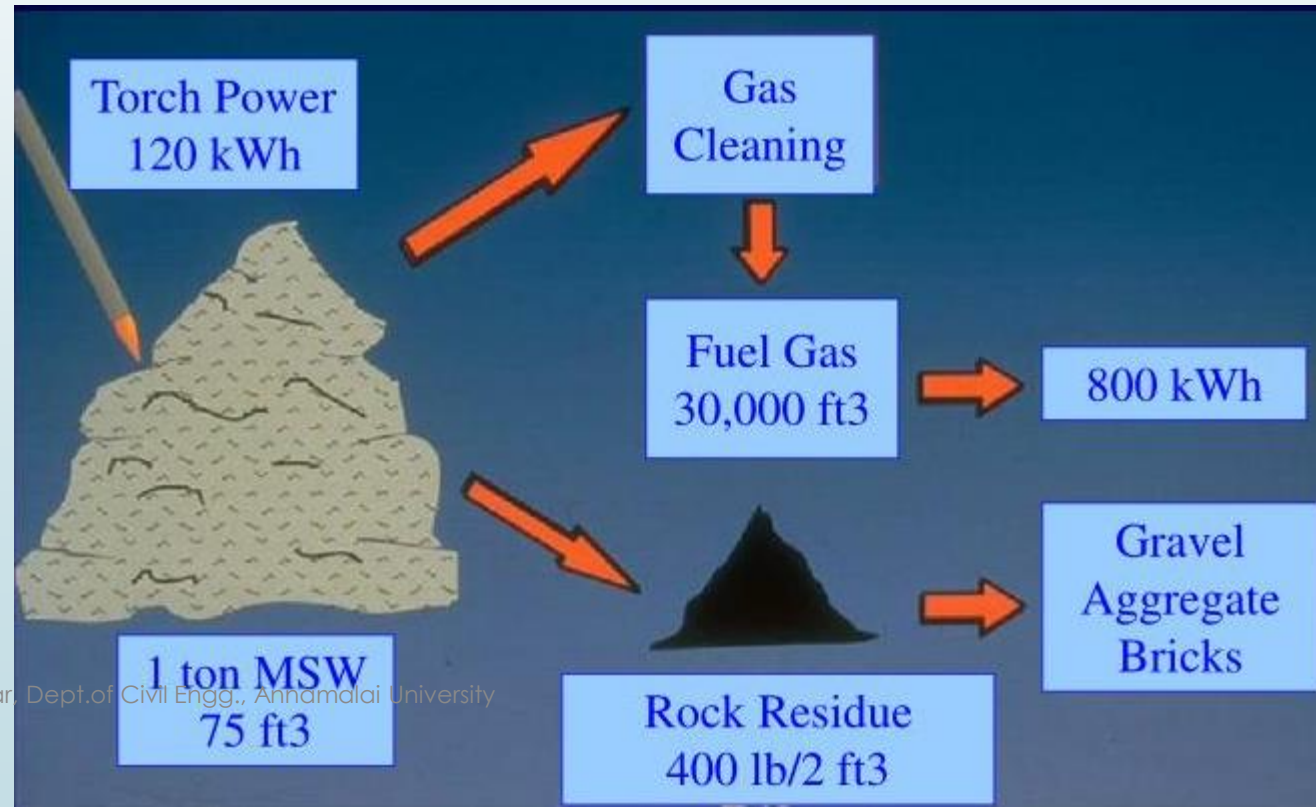 Torch Power
120 kWh
Gas
Cleaning
Fuel Gas
30,000 ft3
800 kWh
1 ton MSW
75 ft3
Rock Residue
400 lb/2 ft3
Gravel
Aggregate
Bricks
Dept.of Civil Engg., Annamalai University